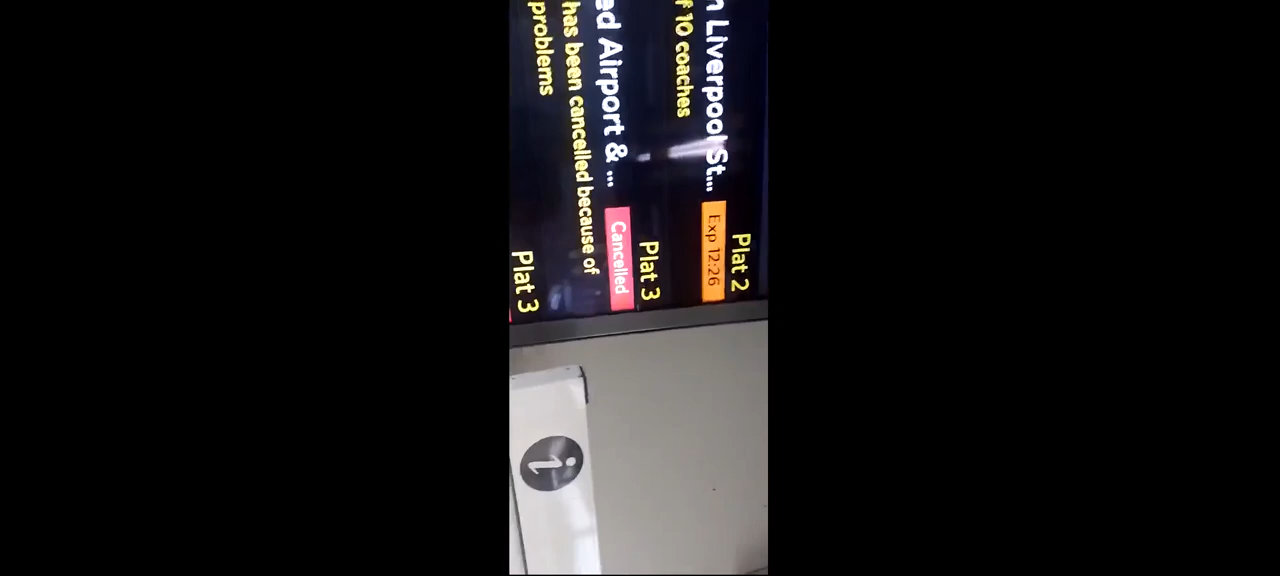 Plat 2
Liverpool St... Exp 12:26
10 coaches
Plat 3
Airport & ... Cancelled
has been cancelled because of
problems
Plat 3
i